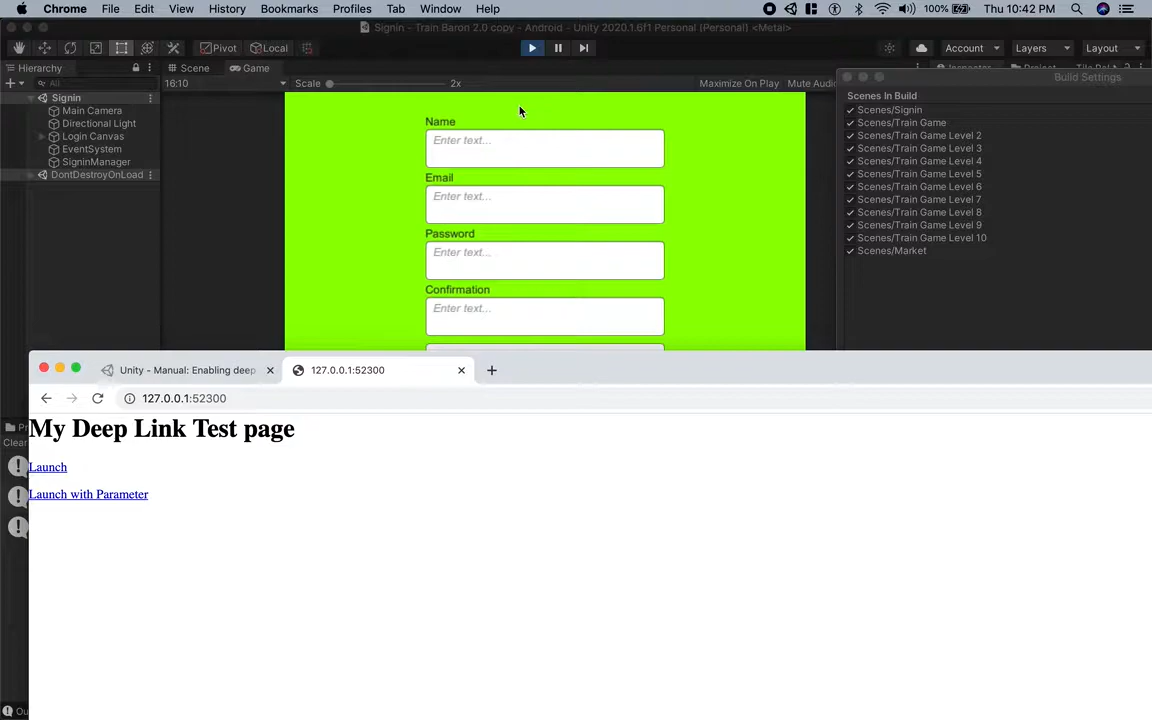 Chrome File Edit View History Bookmarks Profiles Tab Window Help 100% Thu 10:42 PM
Signin - Train Baron 2.0 copy - Android - Unity 2020.1.6f1 Personal (Personal) <Metal>
Pivot Local Account Layers Layout
Hierarchy Scene Game Inspector Project
All 16:10 Scale 2x Maximize On Play Mute Audio Build Settings
Signin
Main Camera
Directional Light
Login Canvas
EventSystem
SigninManager
DontDestroyOnLoad
Name
Enter text...
Email
Enter text...
Password
Enter text...
Confirmation
Enter text...
Scenes In Build
Scenes/Signin
Scenes/Train Game
Scenes/Train Game Level 2
Scenes/Train Game Level 3
Scenes/Train Game Level 4
Scenes/Train Game Level 5
Scenes/Train Game Level 6
Scenes/Train Game Level 7
Scenes/Train Game Level 8
Scenes/Train Game Level 9
Scenes/Train Game Level 10
Scenes/Market
Unity - Manual: Enabling deep 127.0.0.1:52300
127.0.0.1:52300
Clear
My Deep Link Test page
Launch
Launch with Parameter